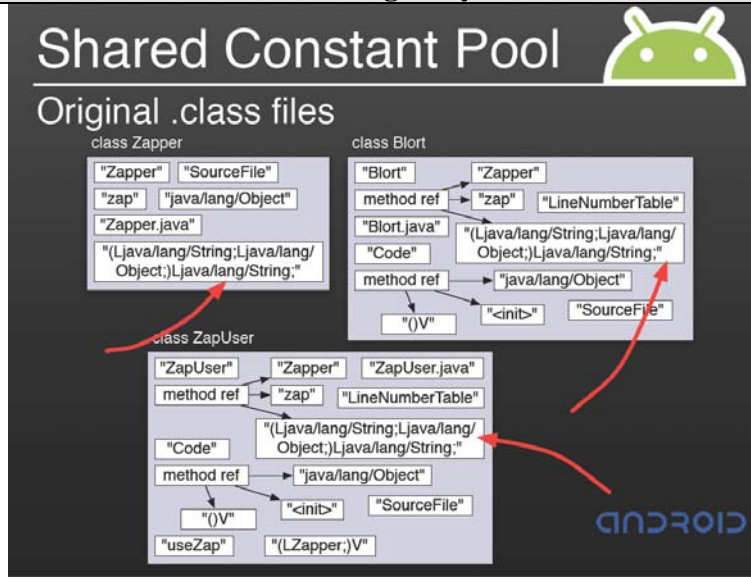 Shared Constant Pool
Original .class files
class Zapper
"Zapper" "SourceFile"
"zap" "java/lang/Object"
"Zapper.java"
"(Ljava/lang/String;Ljava/lang/
Object;)Ljava/lang/String;"
class Blort
"Blort" "Zapper"
method ref "zap" "LineNumberTable"
"Blort.java"
"(Ljava/lang/String;Ljava/lang/
Object;)Ljava/lang/String;"
"Code"
method ref "java/lang/Object"
"()V" "<init>" "SourceFile"
class ZapUser
"ZapUser" "Zapper" "ZapUser.java"
method ref "zap" "LineNumberTable"
"(Ljava/lang/String;Ljava/lang/
Object;)Ljava/lang/String;"
"Code"
method ref "java/lang/Object"
"()V" "<init>" "SourceFile"
"useZap" "(LZapper;)V"
ANDROID